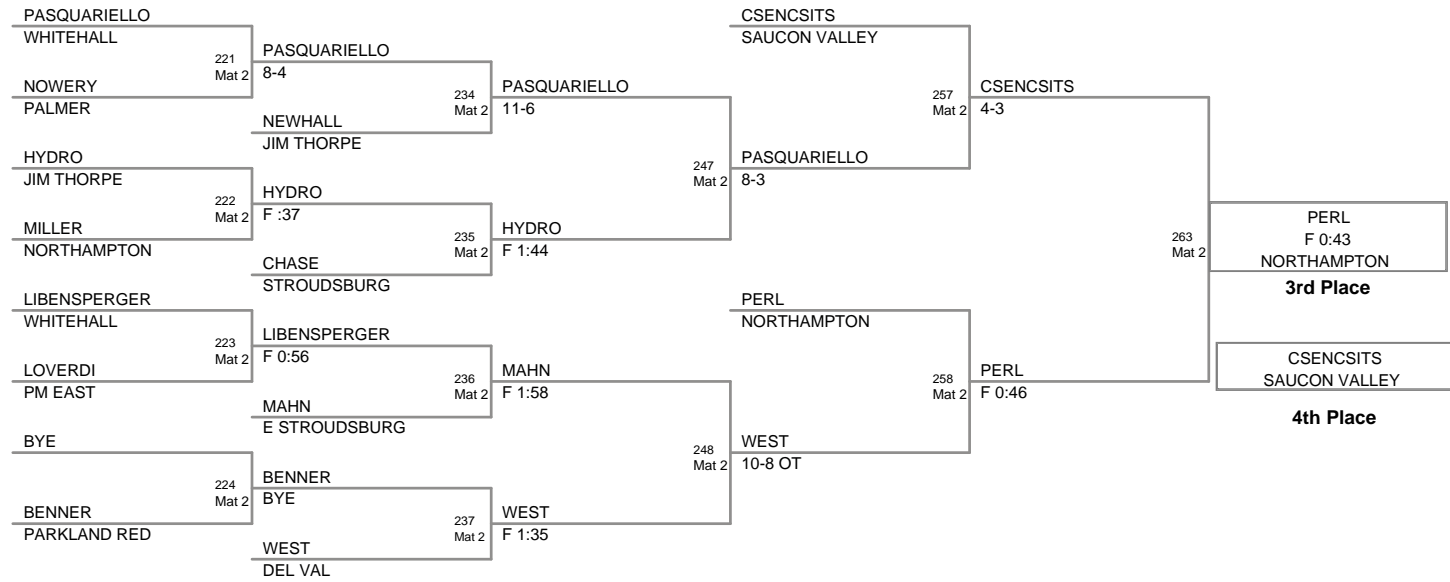 PASQUARIELLO
WHITEHALL
221
Mat 2
NOWERY
PALMER
HYDRO
JIM THORPE
222
Mat 2
MILLER
NORTHAMPTON
LIBENSPERGER
WHITEHALL
223
Mat 2
LOVERDI
PM EAST
BYE
224
Mat 2
BENNER
PARKLAND RED
PASQUARIELLO
8-4
234
Mat 2
NEWHALL
JIM THORPE
HYDRO
F :37
235
Mat 2
CHASE
STROUDSBURG
LIBENSPERGER
F 0:56
236
Mat 2
MAHN
E STROUDSBURG
BENNER
BYE
237
Mat 2
WEST
DEL VAL
PASQUARIELLO
11-6
247
Mat 2
HYDRO
F 1:44
MAHN
F 1:58
248
Mat 2
WEST
F 1:35
CSENCSITS
SAUCON VALLEY
257
Mat 2
PASQUARIELLO
8-3
PERL
NORTHAMPTON
258
Mat 2
WEST
10-8 OT
CSENCSITS
4-3
263
Mat 2
PERL
F 0:46
PERL
F 0:43
NORTHAMPTON
3rd Place
CSENCSITS
SAUCON VALLEY
4th Place